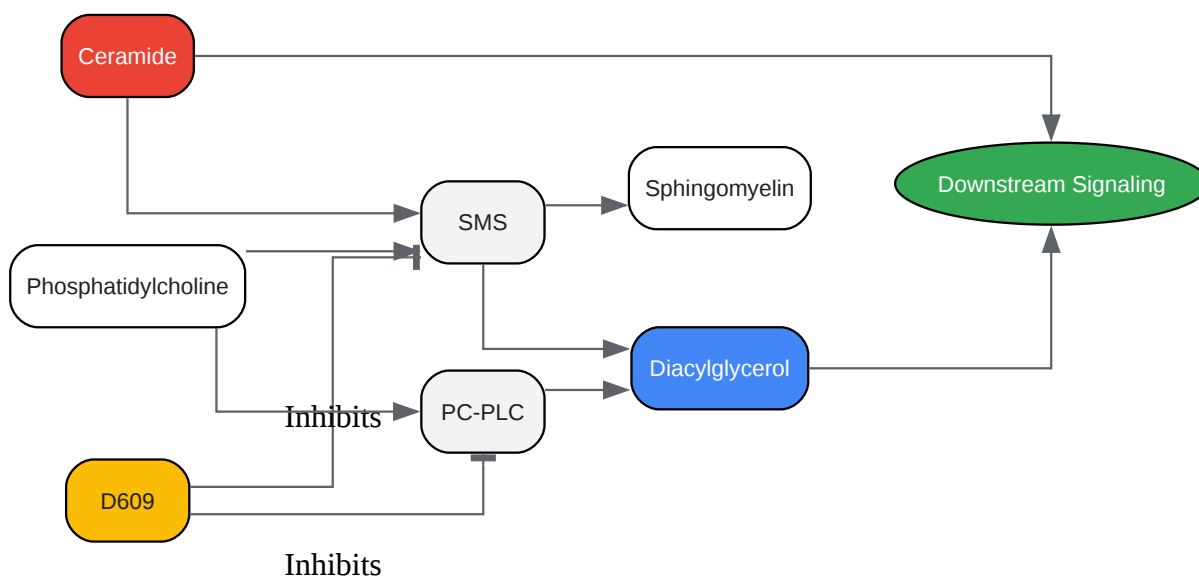 Ceramide
Sphingomyelin
Downstream Signaling
SMS
Phosphatidylcholine
Diacylglycerol
PC-PLC
Inhibits
D609
Inhibits